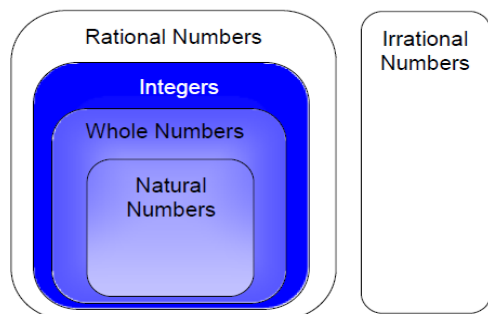 Rational Numbers
Integers
Whole Numbers
Natural
Numbers
Irrational
Numbers